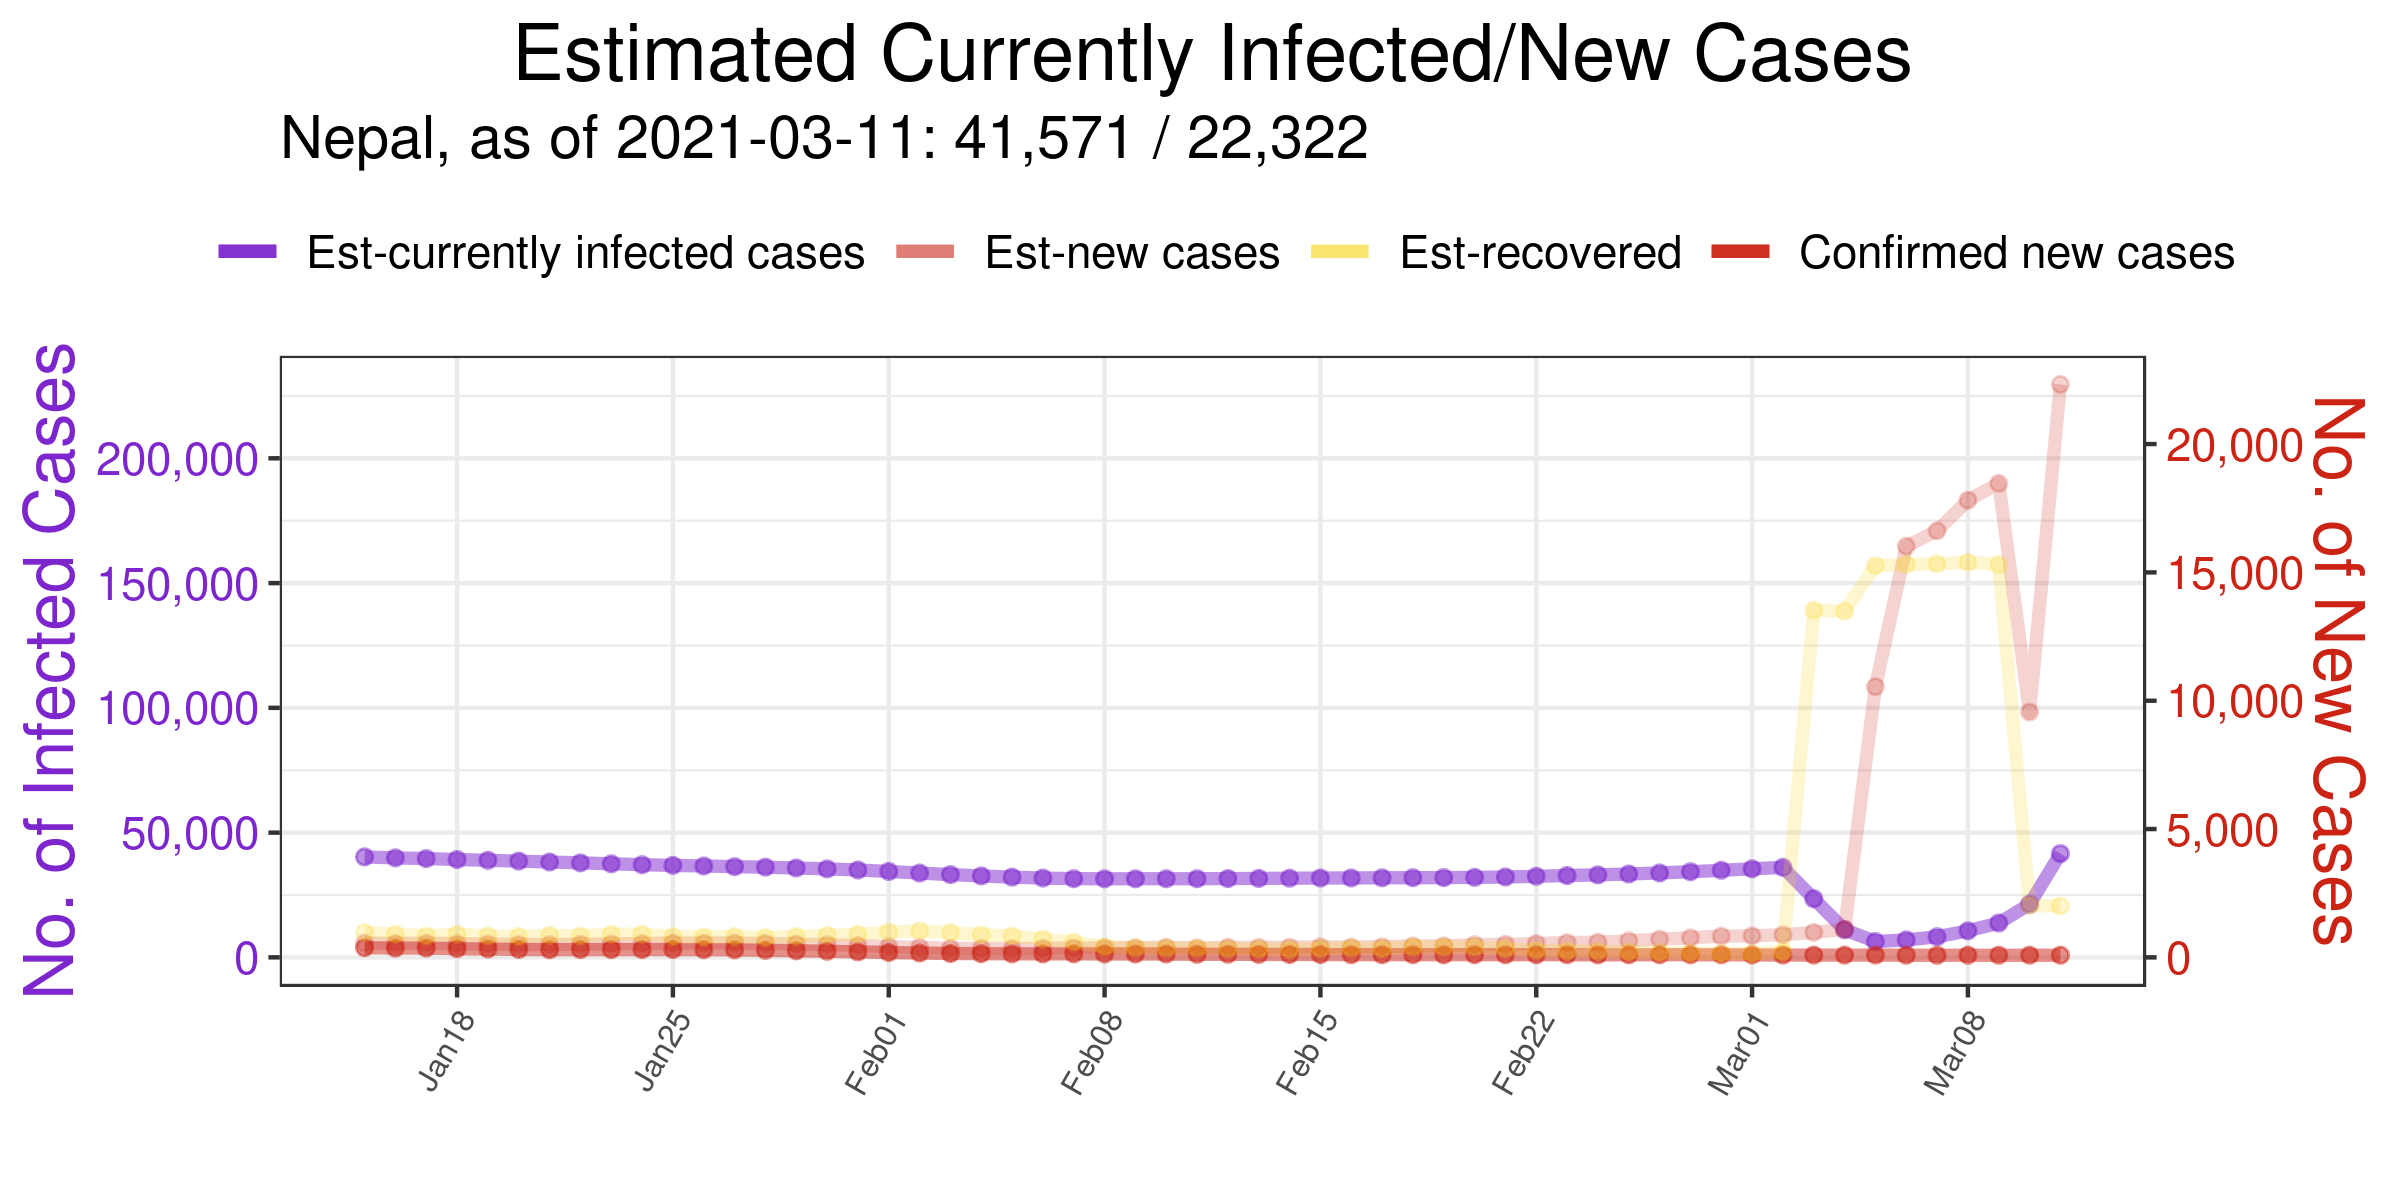 Estimated Currently Infected/New Cases
Nepal, as of 2021-03-11: 41,571 / 22,322
Est-currently infected cases Est-new cases Est-recovered Confirmed new cases
No. of Infected Cases
200,000
150,000
100,000
50,000
0
20,000
15,000
10,000
5,000
0
No. of New Cases
Jan18 Jan25 Feb01 Feb08 Feb15 Feb22 Mar01 Mar08